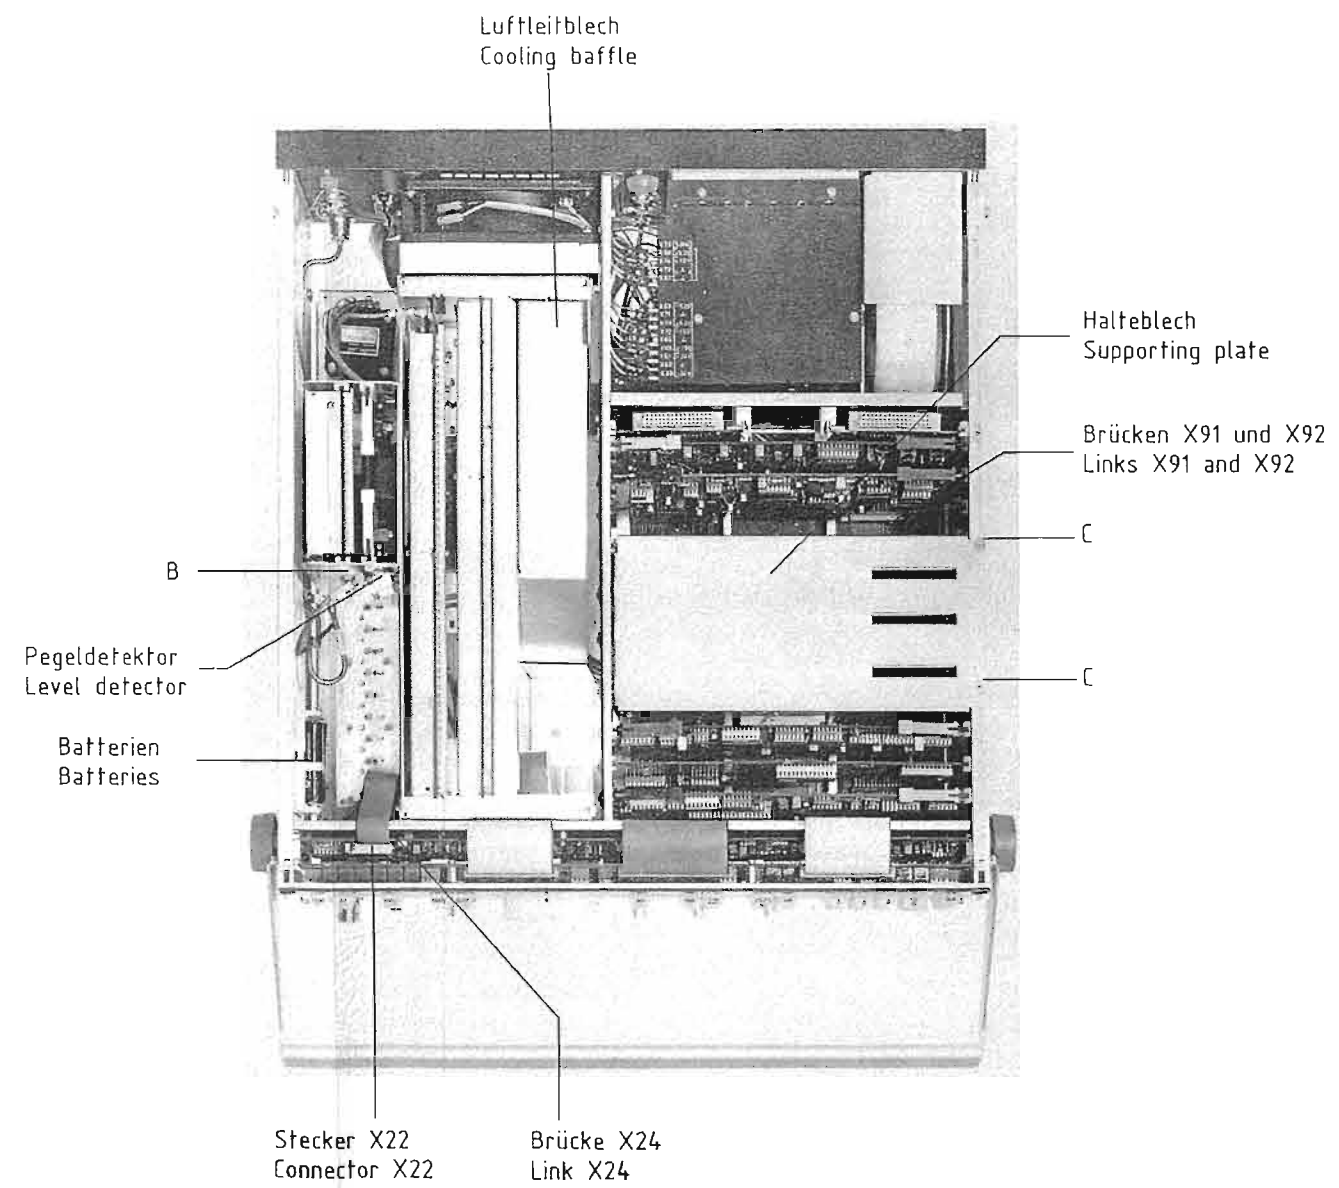 Luftleitblech
Cooling baffle
Halteblech
Supporting plate
Brücken X91 und X92
Links X91 and X92
C
B
Pegeldetektor
Level detector
C
Batterien
Batteries
Stecker X22
Connector X22
Brücke X24
Link X24